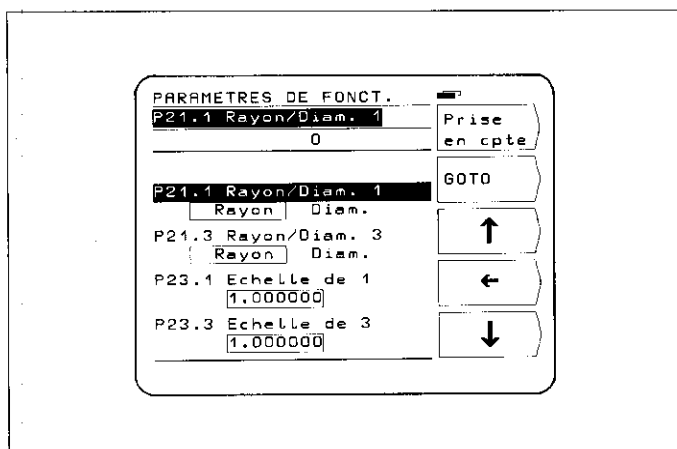 PARAMETRES DE FONCT.
P21.1 Rayon/Diam. 1
0
P21.1 Rayon/Diam. 1
Rayon Diam.
P21.3 Rayon/Diam. 3
Rayon Diam.
P23.1 Echelle de 1
1.000000
P23.3 Echelle de 3
1.000000
Prise
en cpte
GOTO
↑
←
↓